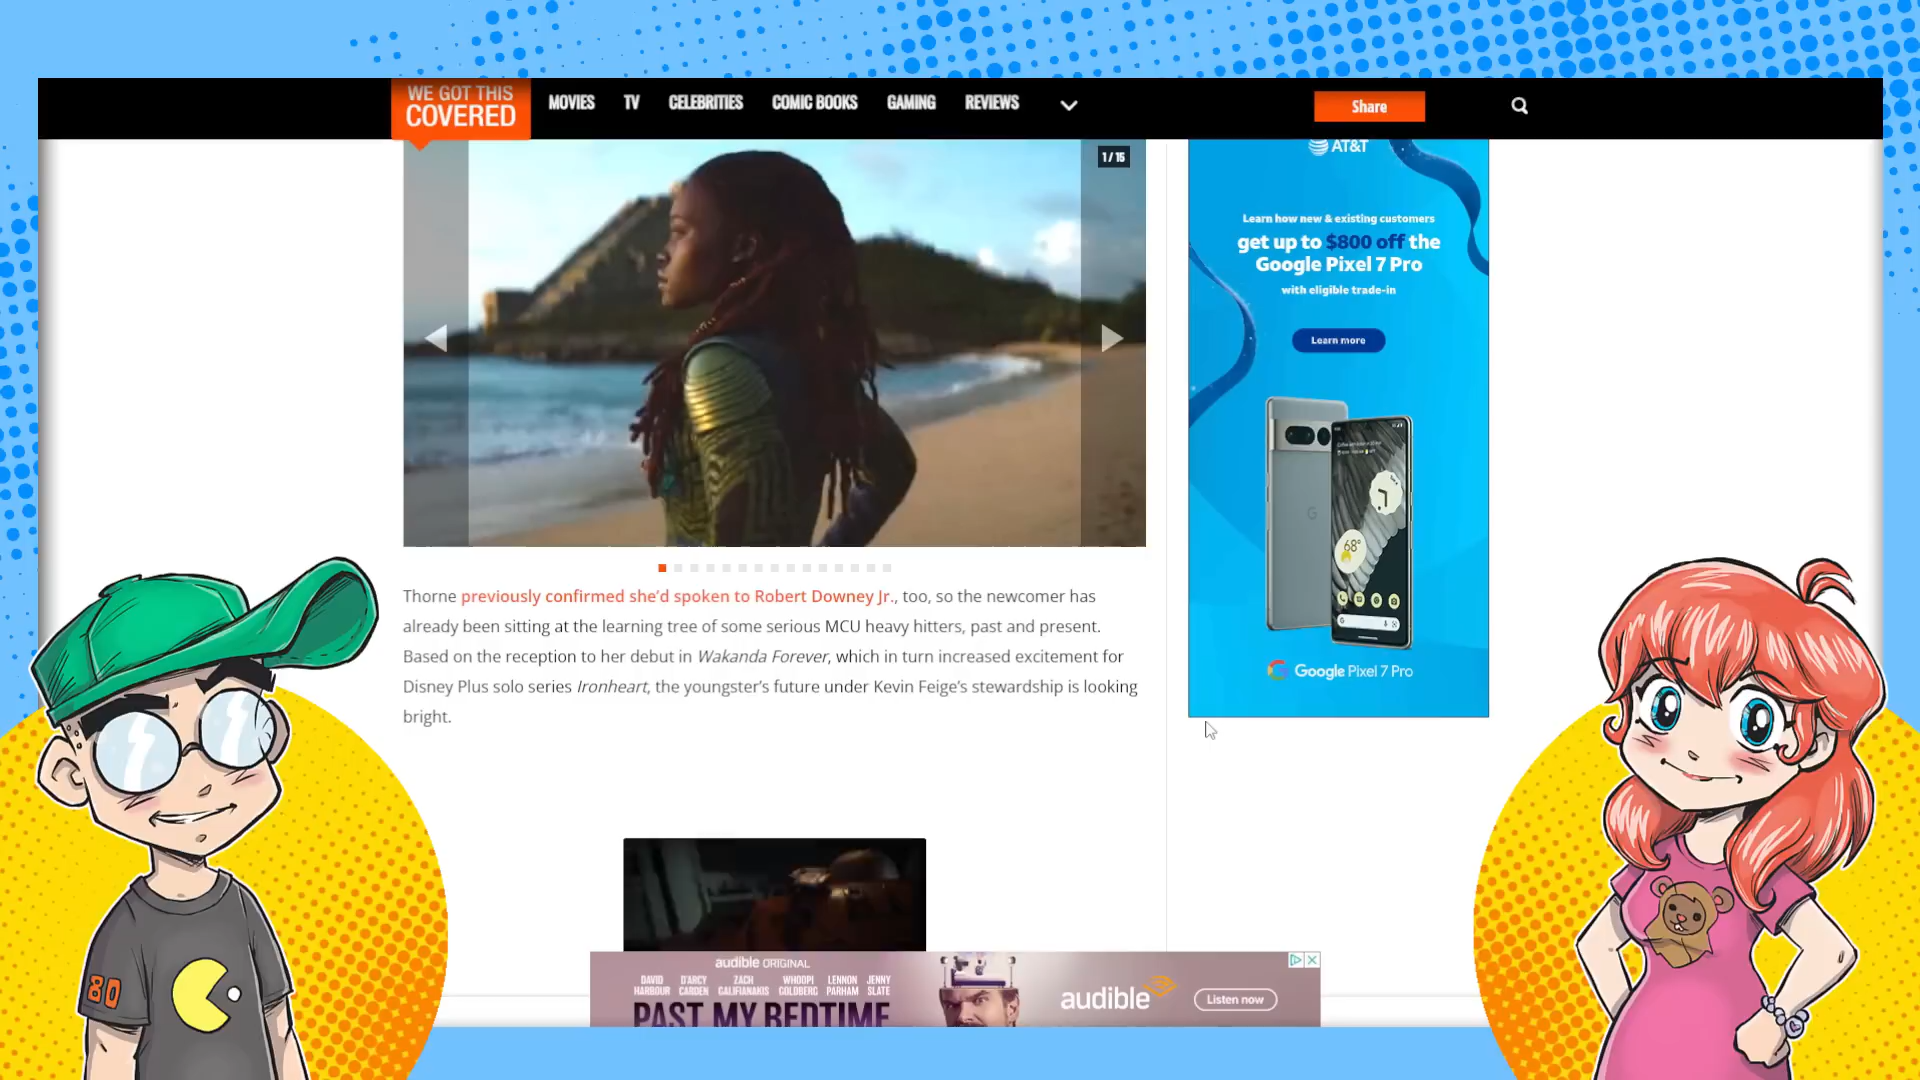 WE GOT THIS
COVERED
MOVIES
TV
CELEBRITIES
COMIC BOOKS
GAMING
REVIEWS
Share
1 / 15
AT&T
Learn how new & existing customers
get up to $800 off the
Google Pixel 7 Pro
with eligible trade-in
Learn more
G
68°
G Google Pixel 7 Pro
Thorne previously confirmed she'd spoken to Robert Downey Jr., too, so the newcomer has
already been sitting at the learning tree of some serious MCU heavy hitters, past and present.
Based on the reception to her debut in Wakanda Forever, which in turn increased excitement for
Disney Plus solo series Ironheart, the youngster's future under Kevin Feige's stewardship is looking
bright.
80
audible ORIGINAL
DAVID HARBOUR
D'ARCY CARDEN
ZACH GALIFIANAKIS
WHOOPI GOLDBERG
LENNON PARHAM
JENNY SLATE
PAST MY BEDTIME
audible
Listen now